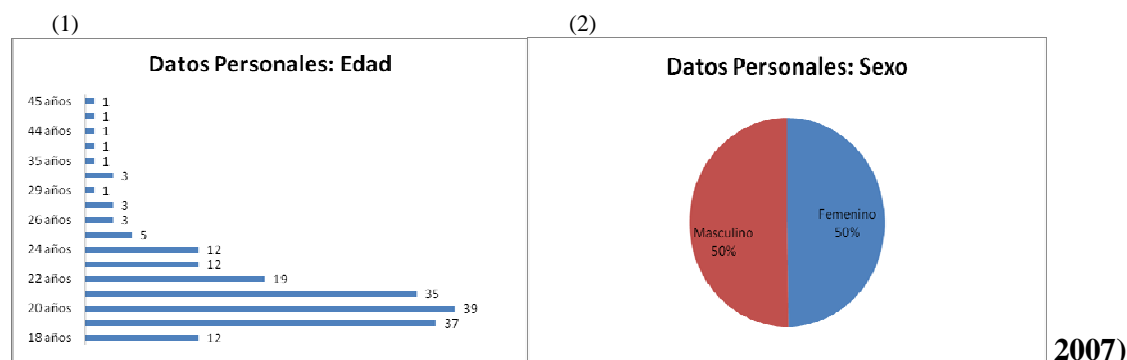 (1)
(2)
Datos Personales: Edad
45 años 1
1
44 años 1
1
35 años 1
3
29 años 1
3
26 años 3
5
24 años 12
12
22 años 19
35
20 años 39
37
18 años 12
Datos Personales: Sexo
Femenino
50%
Masculino
50%
2007)